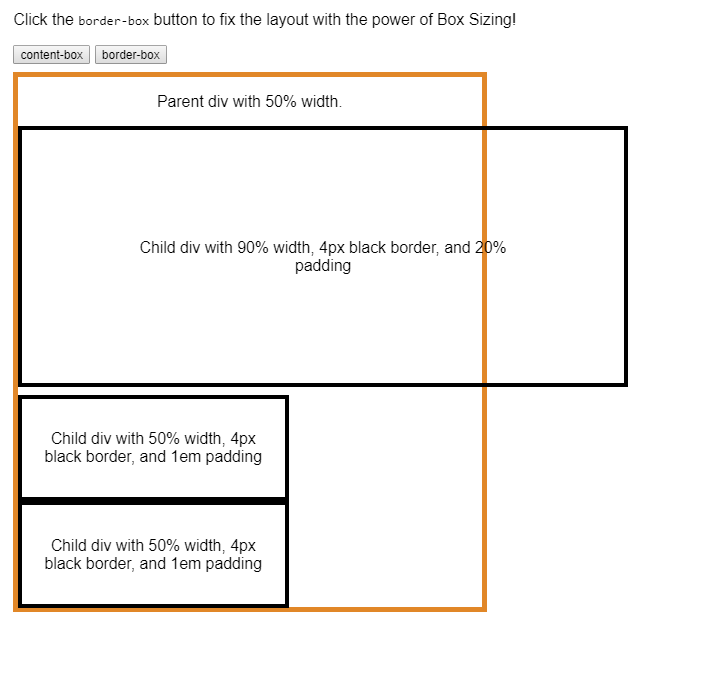 Click the border-box button to fix the layout with the power of Box Sizing!
content-box border-box
Parent div with 50% width.
Child div with 90% width, 4px black border, and 20%
padding
Child div with 50% width, 4px
black border, and 1em padding
Child div with 50% width, 4px
black border, and 1em padding